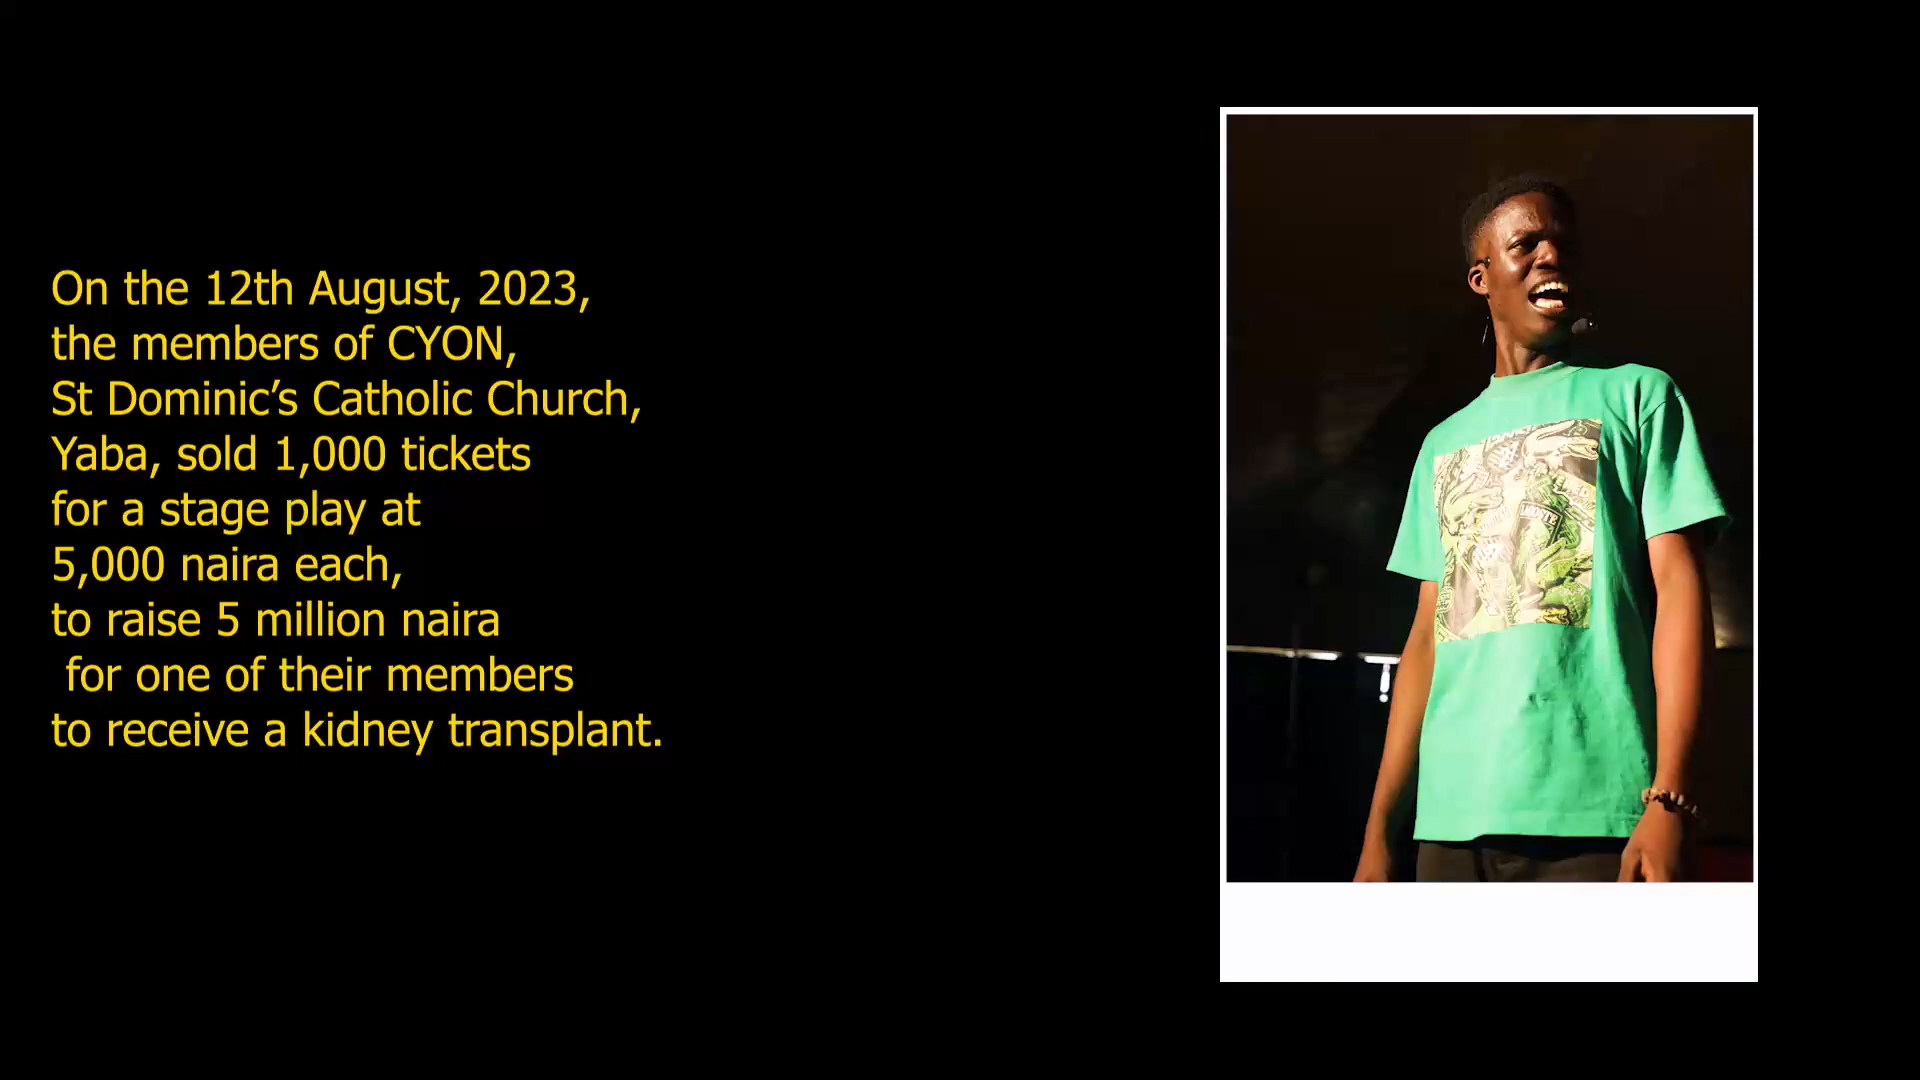 On the 12th August, 2023,
the members of CYON,
St Dominic’s Catholic Church,
Yaba, sold 1,000 tickets
for a stage play at
5,000 naira each,
to raise 5 million naira
for one of their members
to receive a kidney transplant.